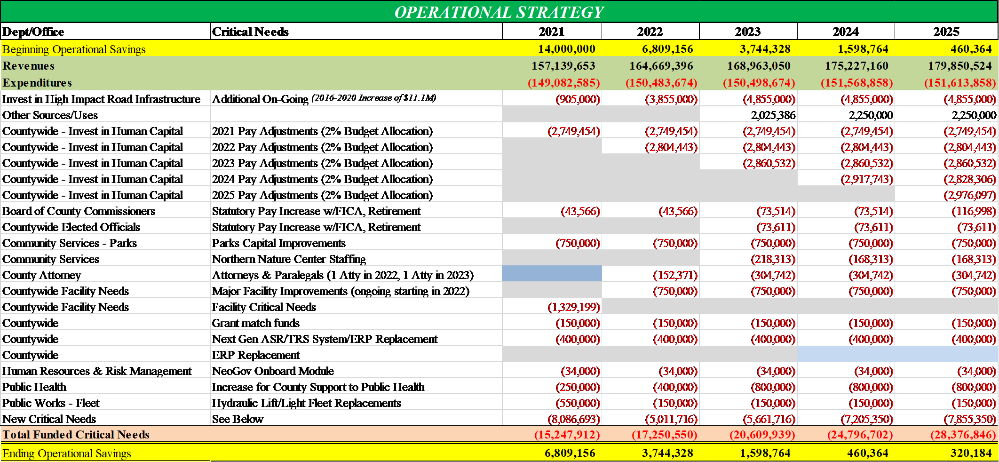 OPERATIONAL STRATEGY
Dept/Office Critical Needs 2021 2022 2023 2024 2025
Beginning Operational Savings 14,000,000 6,809,156 3,744,328 1,598,764 460,364
Revenues 157,139,653 164,669,396 168,963,050 175,227,160 179,850,524
Expenditures (149,082,585) (150,483,674) (150,498,674) (151,568,858) (151,613,858)
Invest in High Impact Road Infrastructure Additional On-Going (2016-2020 Increase of $11.1M) (905,000) (3,855,000) (4,855,000) (4,855,000) (4,855,000)
Other Sources/Uses 2,025,386 2,250,000 2,250,000
Countywide - Invest in Human Capital 2021 Pay Adjustments (2% Budget Allocation) (2,749,454) (2,749,454) (2,749,454) (2,749,454) (2,749,454)
Countywide - Invest in Human Capital 2022 Pay Adjustments (2% Budget Allocation) (2,804,443) (2,804,443) (2,804,443) (2,804,443)
Countywide - Invest in Human Capital 2023 Pay Adjustments (2% Budget Allocation) (2,860,532) (2,860,532) (2,860,532)
Countywide - Invest in Human Capital 2024 Pay Adjustments (2% Budget Allocation) (2,917,743) (2,828,306)
Countywide - Invest in Human Capital 2025 Pay Adjustments (2% Budget Allocation) (2,976,097)
Board of County Commissioners Statutory Pay Increase w/FICA, Retirement (43,566) (43,566) (73,514) (73,514) (116,998)
Countywide Elected Officials Statutory Pay Increase w/FICA, Retirement (73,611) (73,611) (73,611)
Community Services - Parks Parks Capital Improvements (750,000) (750,000) (750,000) (750,000) (750,000)
Community Services Northern Nature Center Staffing (218,313) (168,313) (168,313)
County Attorney Attorneys & Paralegals (1 Atty in 2022, 1 Atty in 2023) (152,371) (304,742) (304,742) (304,742)
Countywide Facility Needs Major Facility Improvements (ongoing starting in 2022) (750,000) (750,000) (750,000) (750,000)
Countywide Facility Needs Facility Critical Needs (1,329,199)
Countywide Grant match funds (150,000) (150,000) (150,000) (150,000) (150,000)
Countywide Next Gen ASR/TRS System/ERP Replacement (400,000) (400,000) (400,000) (400,000) (400,000)
Countywide ERP Replacement
Human Resources & Risk Management NeoGov Onboard Module (34,000) (34,000) (34,000) (34,000) (34,000)
Public Health Increase for County Support to Public Health (250,000) (400,000) (800,000) (800,000) (800,000)
Public Works - Fleet Hydraulic Lift/Light Fleet Replacements (550,000) (150,000) (150,000) (150,000) (150,000)
New Critical Needs See Below (8,086,693) (5,011,716) (5,661,716) (7,205,350) (7,855,350)
Total Funded Critical Needs (15,247,912) (17,250,550) (20,609,939) (24,796,702) (28,376,846)
Ending Operational Savings 6,809,156 3,744,328 1,598,764 460,364 320,184